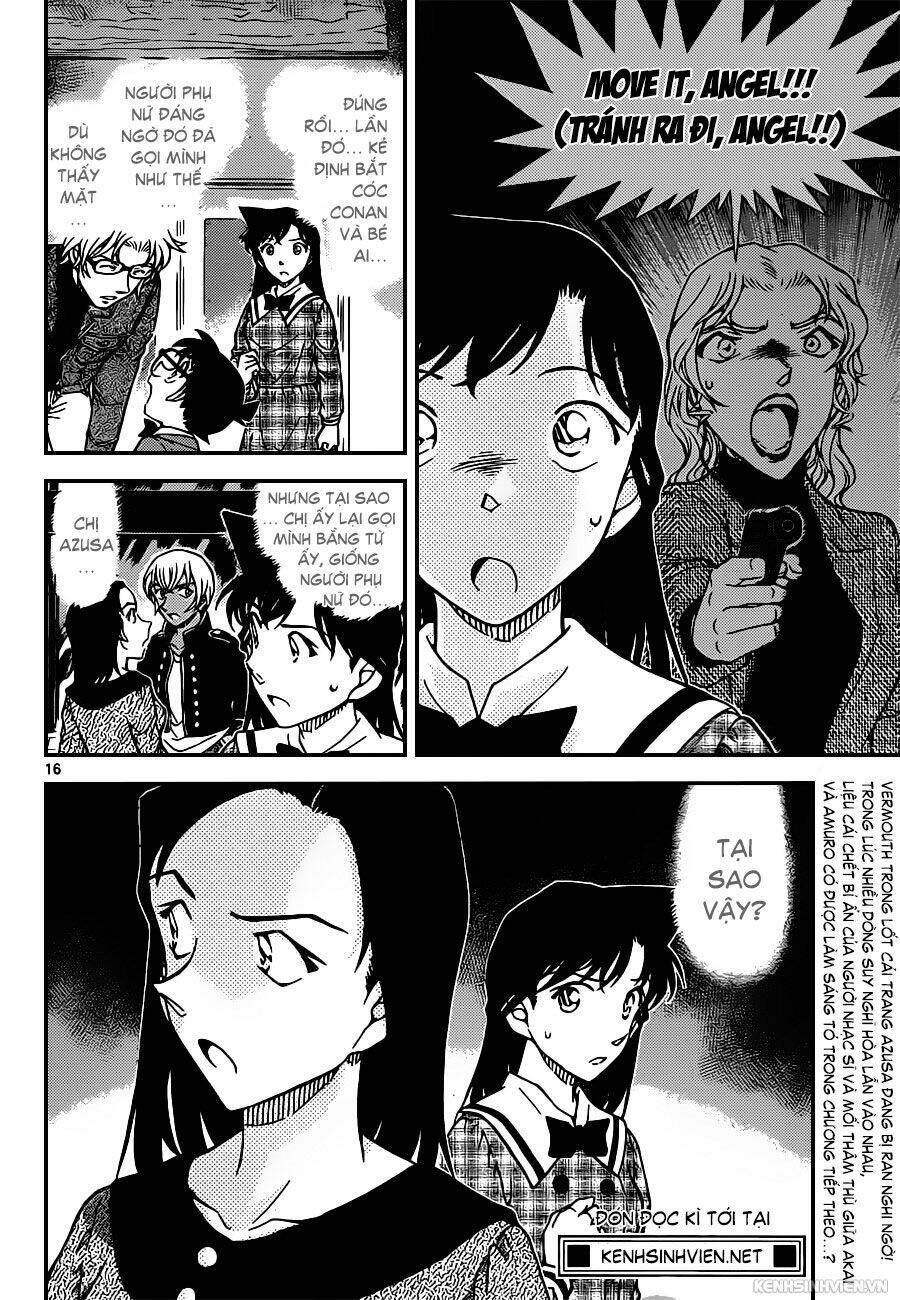 MOVE IT, ANGEL!!!
(TRÁNH RA ĐI, ANGEL!!)
ĐÚNG
RỒI... LẦN
ĐÓ... KẺ
ĐỊNH BẮT
CÓC
CONAN
VÀ BÉ
AI...
NGƯỜI PHỤ
NỮ ĐÁNG
NGỜ ĐÓ ĐÃ
GỌI MÌNH
NHƯ THẾ
...
DÙ
KHÔNG
THẤY
MẶT
...
NHƯNG TẠI SAO
... CHỊ ẤY LẠI GỌI
MÌNH BẰNG TỪ
ẤY, GIỐNG
NGƯỜI PHỤ
NỮ ĐÓ...
CHỊ
AZUSA
...
16
TẠI
SAO
VẬY?
VERMOUTH TRONG LỐT CẢI TRANG AZUSA ĐANG BỊ RAN NGHI NGỜ!
TRONG LÚC NHIỀU DÒNG SUY NGHĨ HÒA LẪN VÀO NHAU,
LIỆU CÁI CHẾT BÍ ẨN CỦA NGƯỜI NHẠC SĨ VÀ MỐI THÂM THÙ GIỮA AKAI
VÀ AMURO CÓ ĐƯỢC LÀM SÁNG TỎ TRONG CHƯƠNG TIẾP THEO...?
ĐÓN ĐỌC KÌ TỚI TẠI
KENHSINHVIEN.NET
KENHSINHVIEN.VN